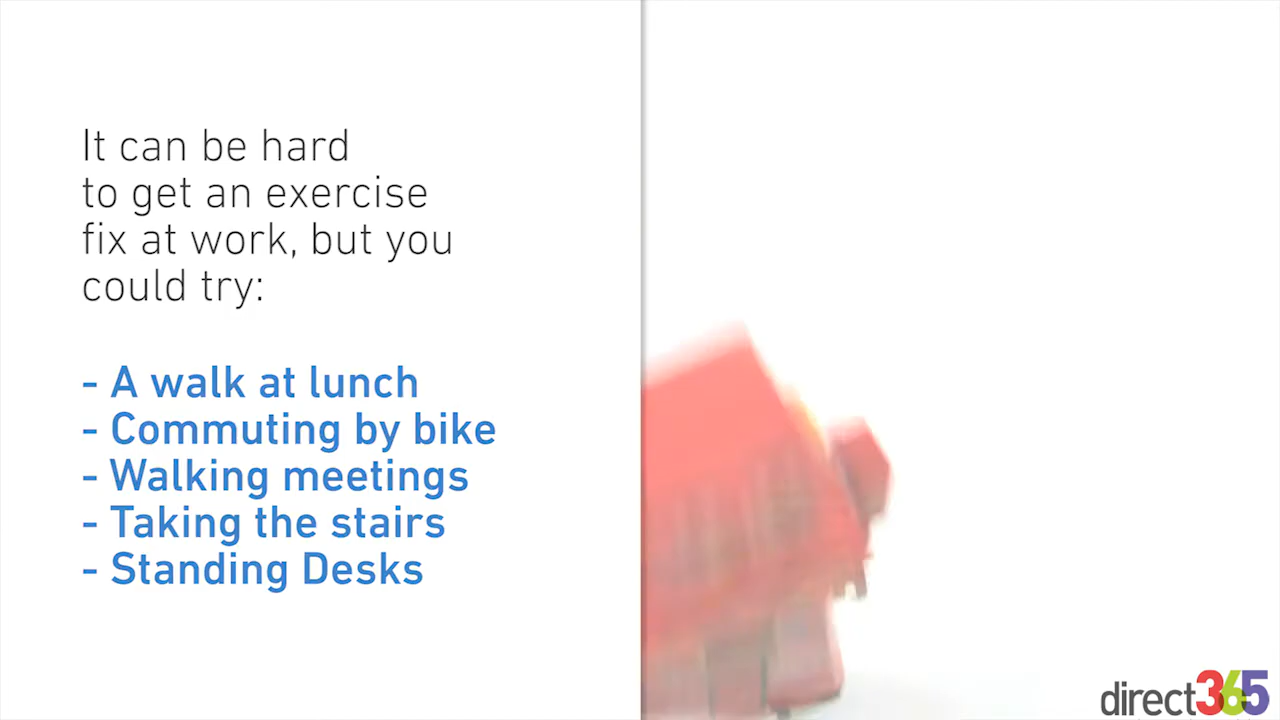 It can be hard
to get an exercise
fix at work, but you
could try:
- A walk at lunch
- Commuting by bike
- Walking meetings
- Taking the stairs
- Standing Desks
direct365